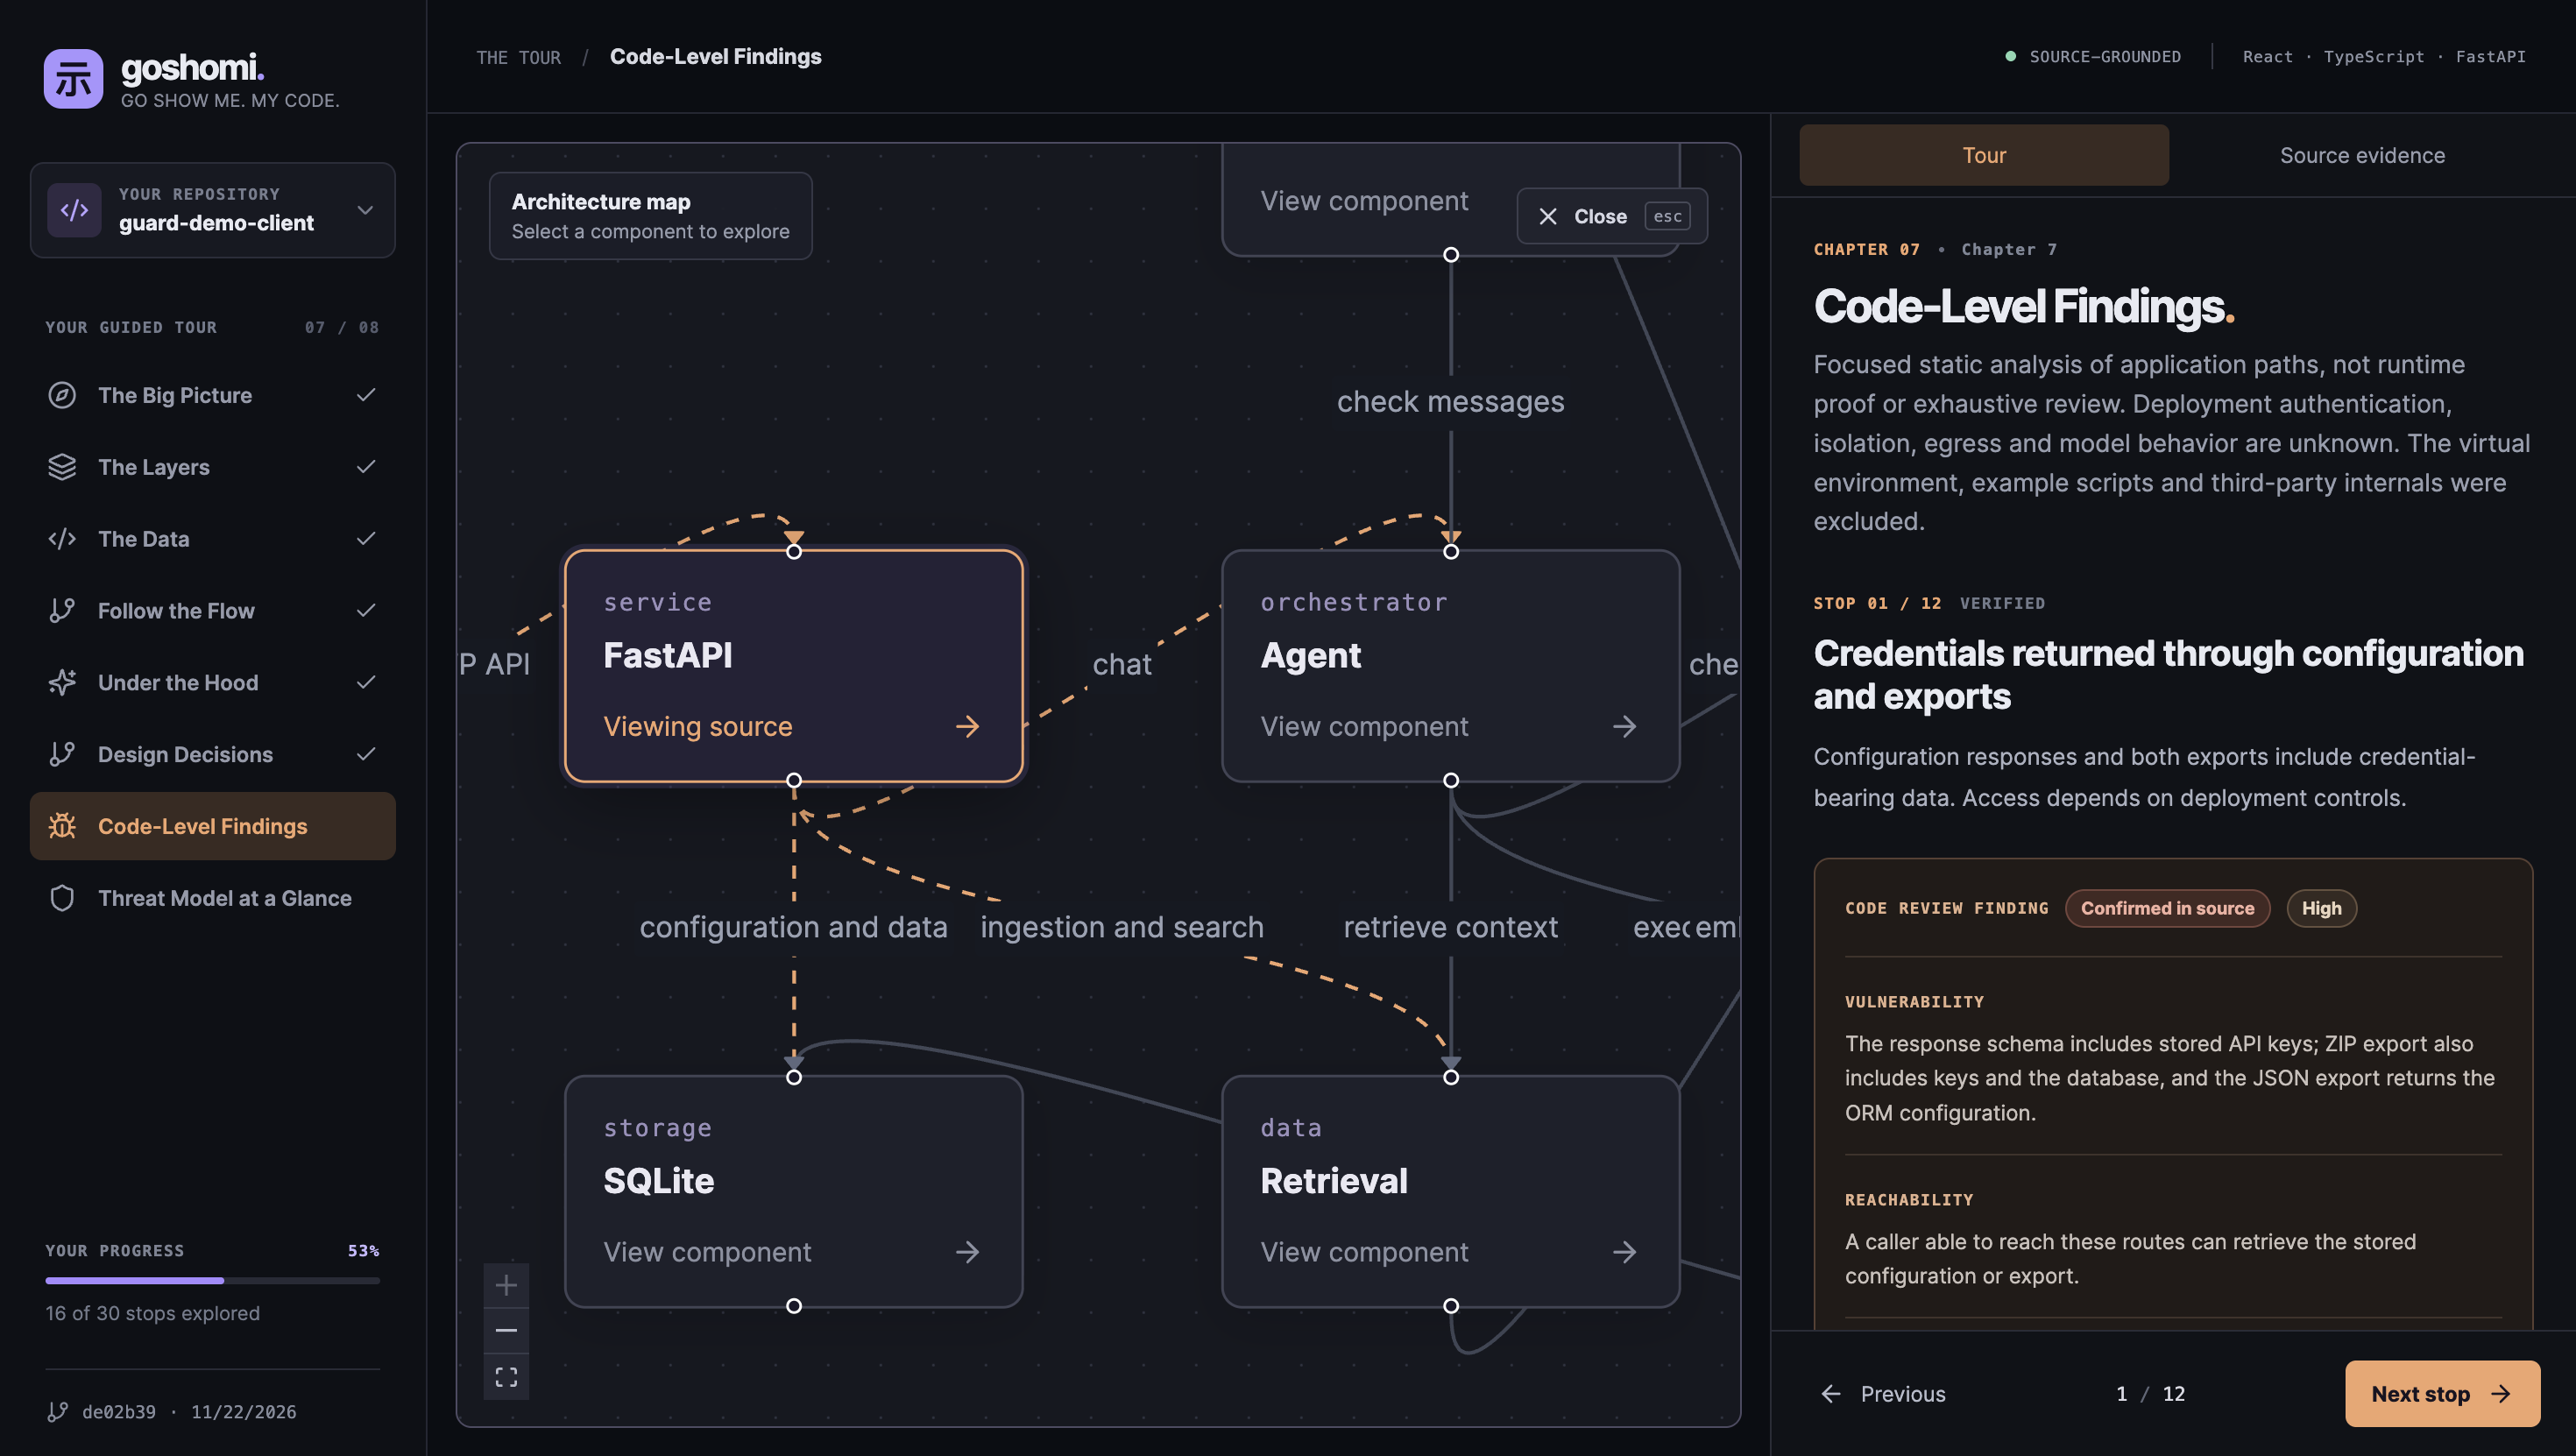 示
goshomi.
GO SHOW ME. MY CODE.
YOUR REPOSITORY
guard-demo-client
YOUR GUIDED TOUR 07 / 08
The Big Picture
The Layers
The Data
Follow the Flow
Under the Hood
Design Decisions
Code-Level Findings
Threat Model at a Glance
YOUR PROGRESS 53%
16 of 30 stops explored
de02b39 · 11/22/2026
THE TOUR / Code-Level Findings
SOURCE-GROUNDED
React · TypeScript · FastAPI
Architecture map
Select a component to explore
View component
Close esc
check messages
service
FastAPI
Viewing source
P API
chat
orchestrator
Agent
View component
che
configuration and data
ingestion and search
retrieve context
exec
emb
storage
SQLite
View component
data
Retrieval
View component
Tour
Source evidence
CHAPTER 07 • Chapter 7
Code-Level Findings.
Focused static analysis of application paths, not runtime
proof or exhaustive review. Deployment authentication,
isolation, egress and model behavior are unknown. The virtual
environment, example scripts and third-party internals were
excluded.
STOP 01 / 12 VERIFIED
Credentials returned through configuration
and exports
Configuration responses and both exports include credential-
bearing data. Access depends on deployment controls.
CODE REVIEW FINDING Confirmed in source High
VULNERABILITY
The response schema includes stored API keys; ZIP export also
includes keys and the database, and the JSON export returns the
ORM configuration.
REACHABILITY
A caller able to reach these routes can retrieve the stored
configuration or export.
Previous
1 / 12
Next stop